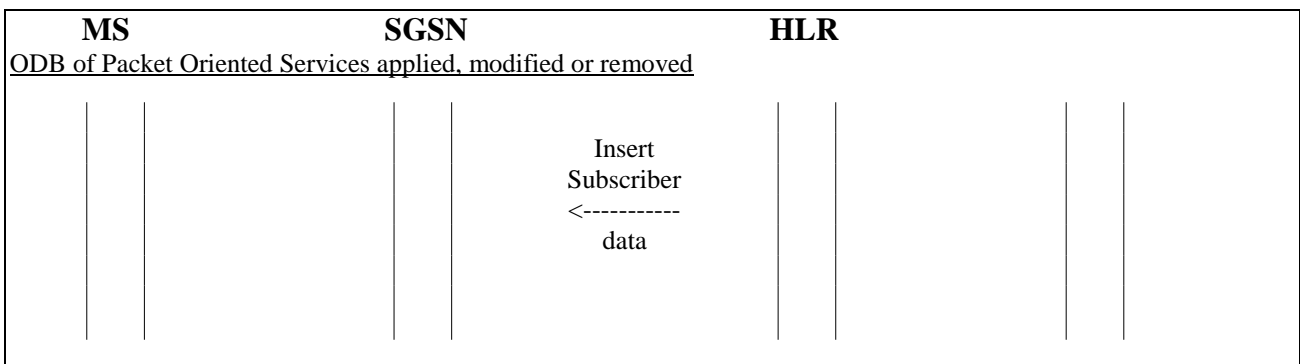 MS SGSN HLR
ODB of Packet Oriented Services applied, modified or removed
Insert
Subscriber
<-----------
data